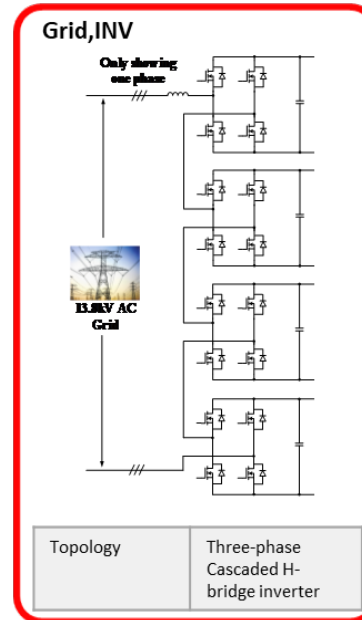 Grid,INV
Only showing
one phase
13.8kV AC
Grid
Topology
Three-phase
Cascaded H-
bridge inverter